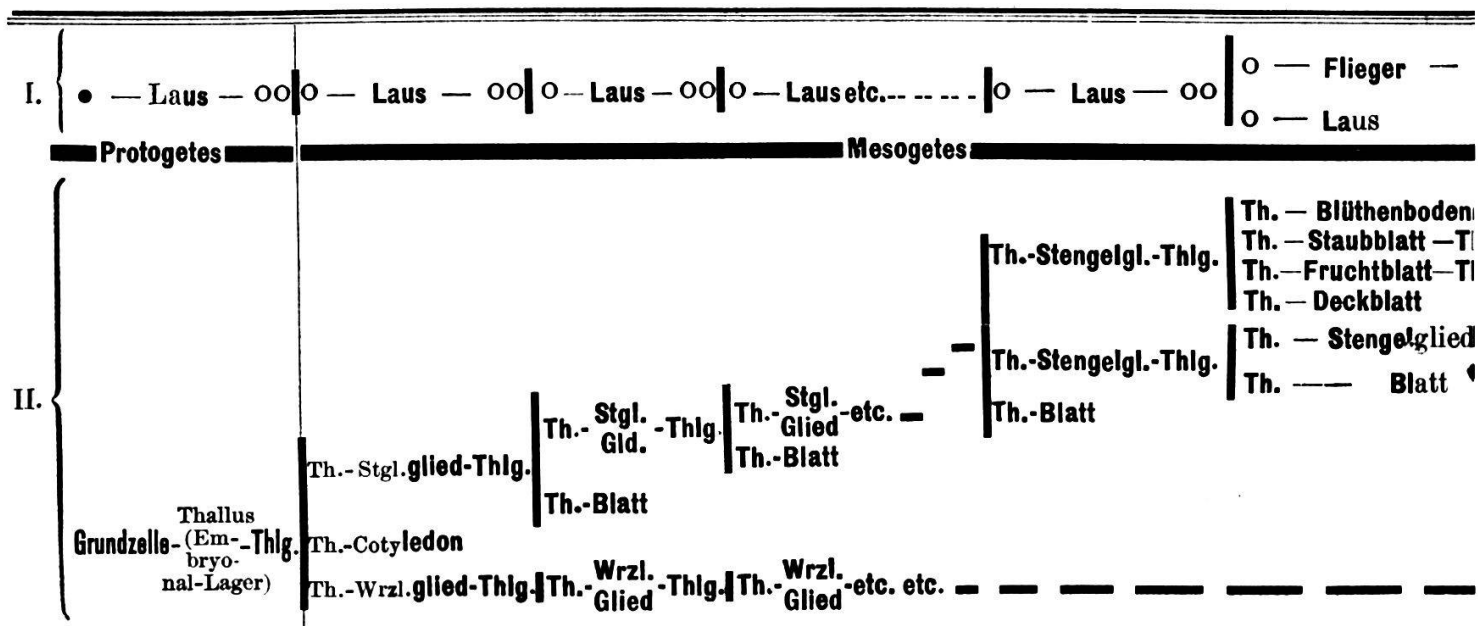 I. ● — Laus — OO O — Laus — OO O — Laus — OO O — Laus etc. O — Laus — OO
O — Flieger —
O — Laus
Protogetes Mesogetes
II.
Grundzelle- Thallus (Em-bryo-nal-Lager) -Thlg.
Th.-Stgl.glied-Thlg.
Th.-Cotyledon
Th.-Wrzl.glied-Thlg.
Th.- Stgl. Gld. -Thlg.
Th.-Blatt
Th.- Wrzl. Glied -Thlg.
Th.- Stgl. Glied -etc.
Th.-Blatt
Th.- Wrzl. Glied -etc. etc.
Th.-Stengelgl.-Thlg.
Th.-Stengelgl.-Thlg.
Th.-Blatt
Th. — Blüthenboden
Th. — Staubblatt —
Th. — Fruchtblatt —
Th. — Deckblatt
Th. — Stengelglied
Th. —— Blatt